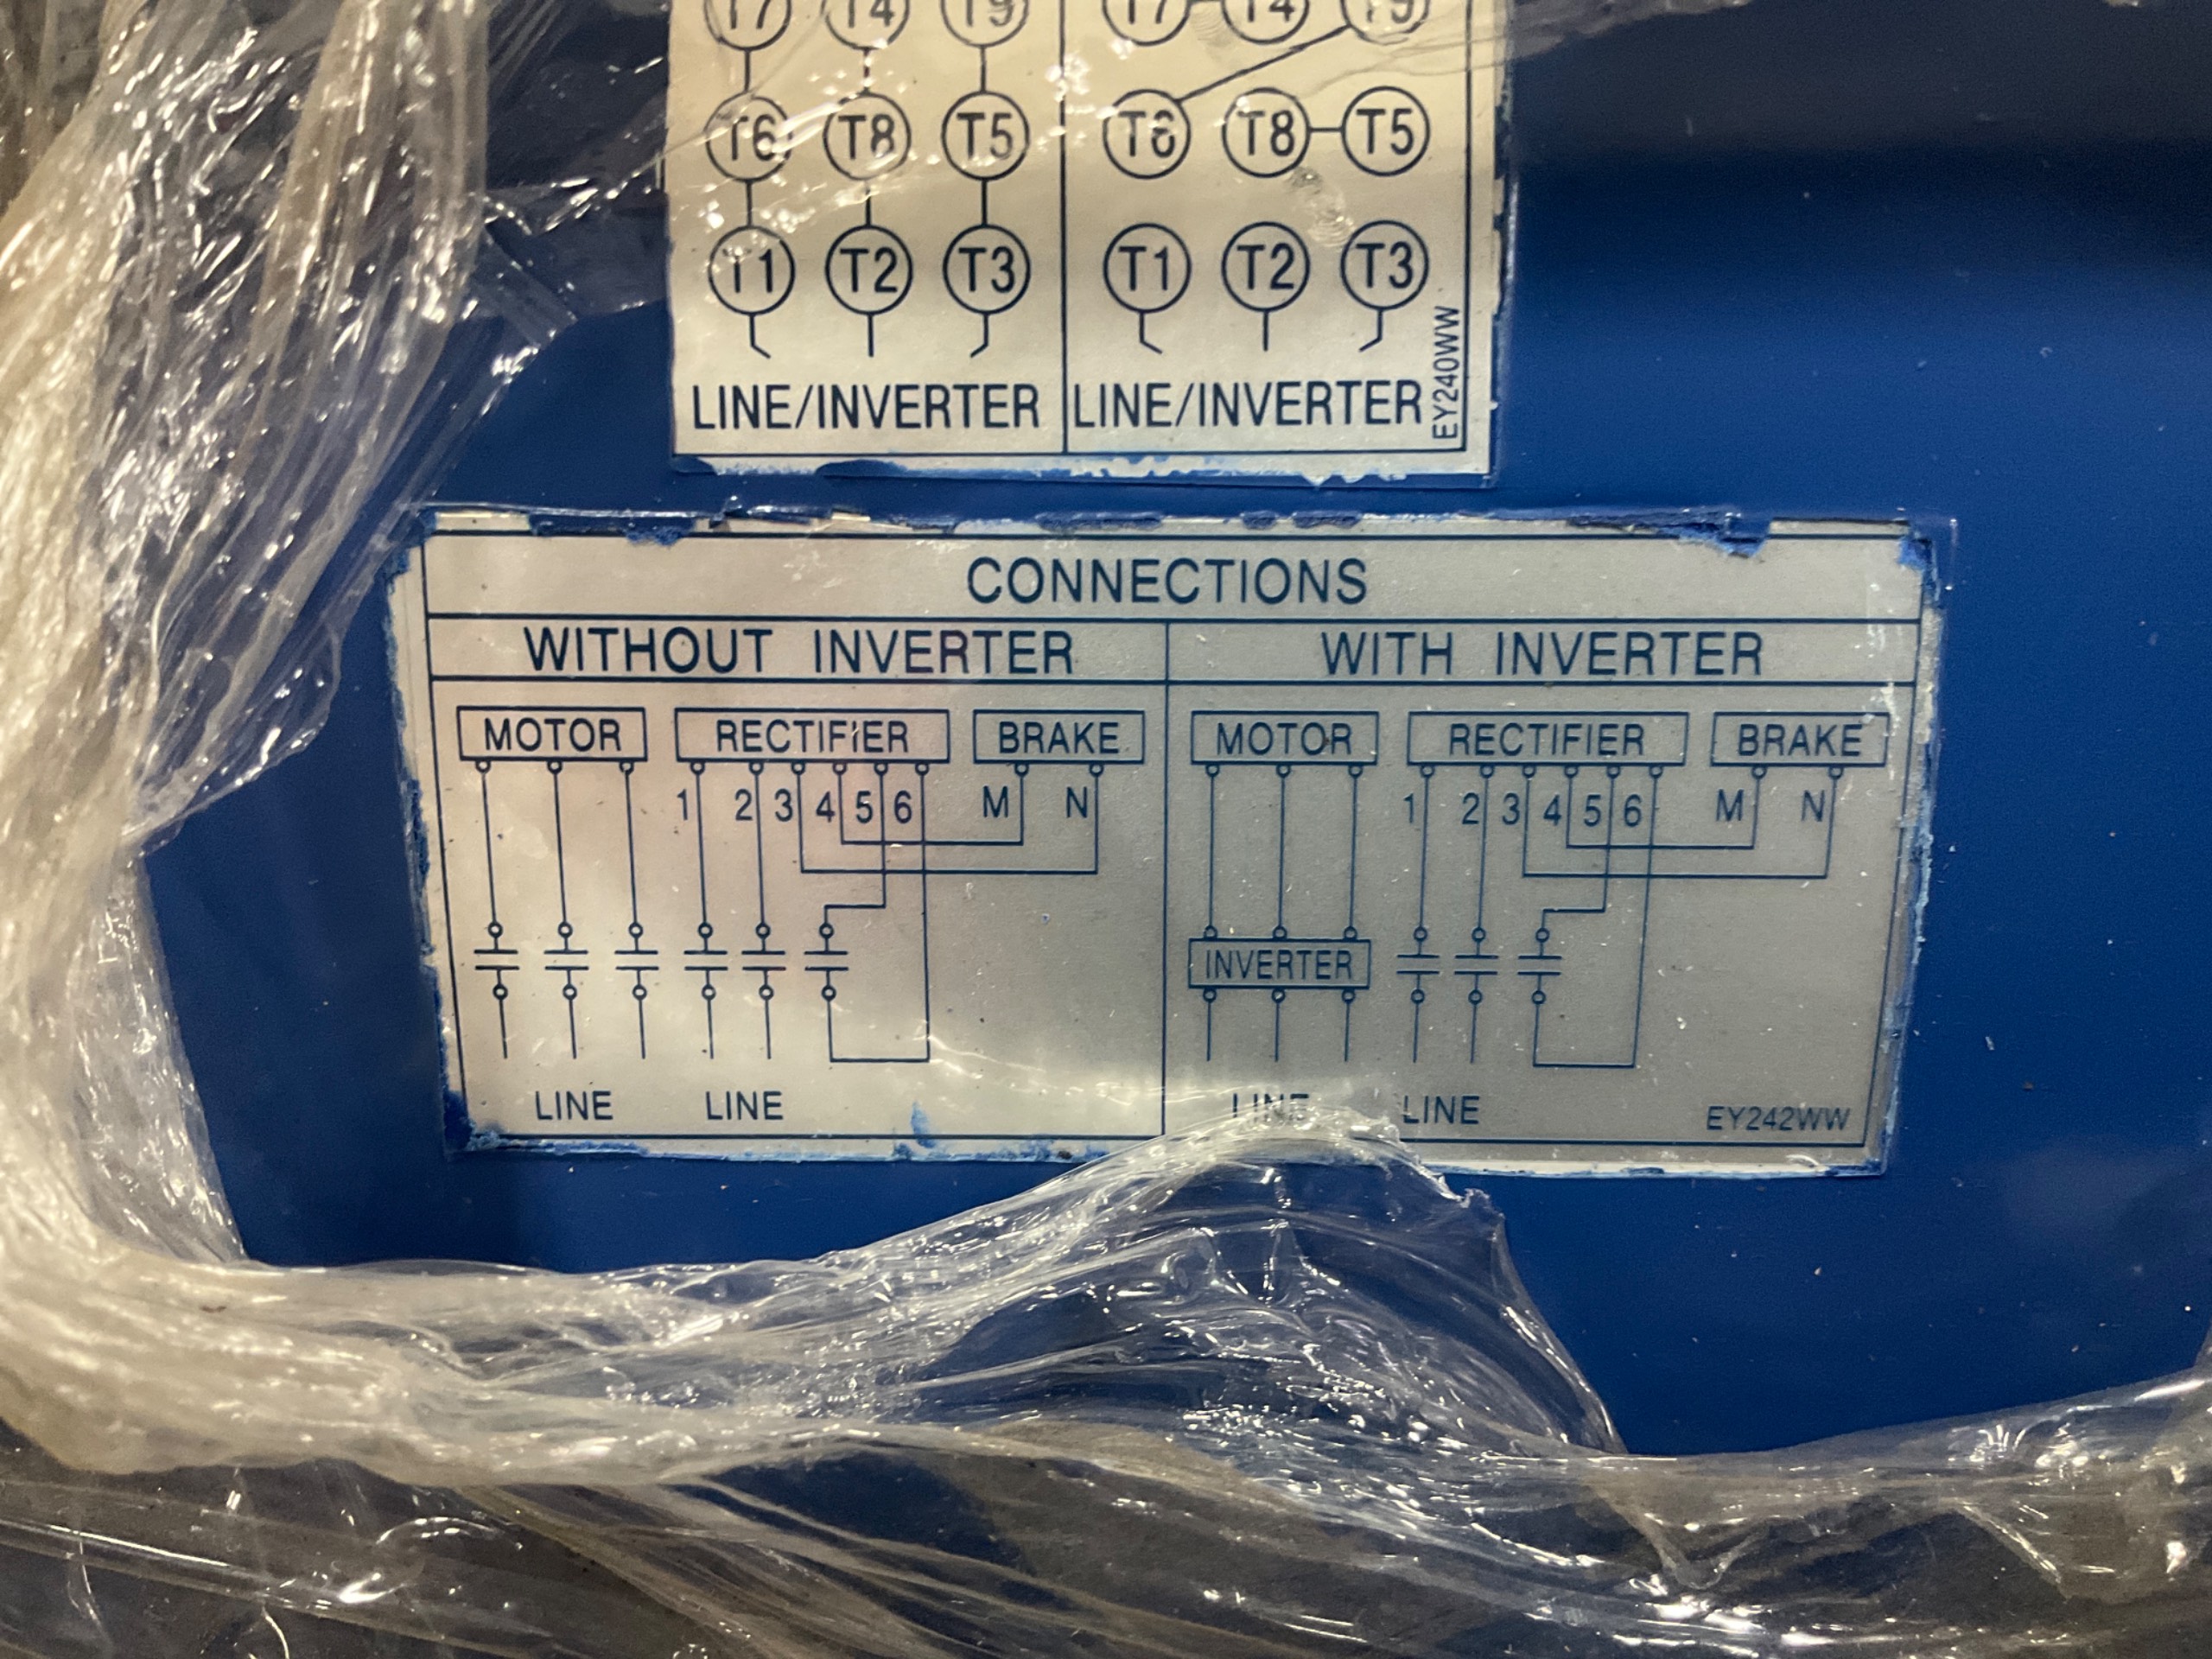 T7 T4 T9 T7 T4 T9
T6 T8 T5 T6 T8 T5
T1 T2 T3 T1 T2 T3
LINE/INVERTER LINE/INVERTER
EY240WW
CONNECTIONS
WITHOUT INVERTER WITH INVERTER
MOTOR RECTIFIER BRAKE MOTOR RECTIFIER BRAKE
1 2 3 4 5 6 M N 1 2 3 4 5 6 M N
INVERTER
LINE LINE LINE LINE EY242WW